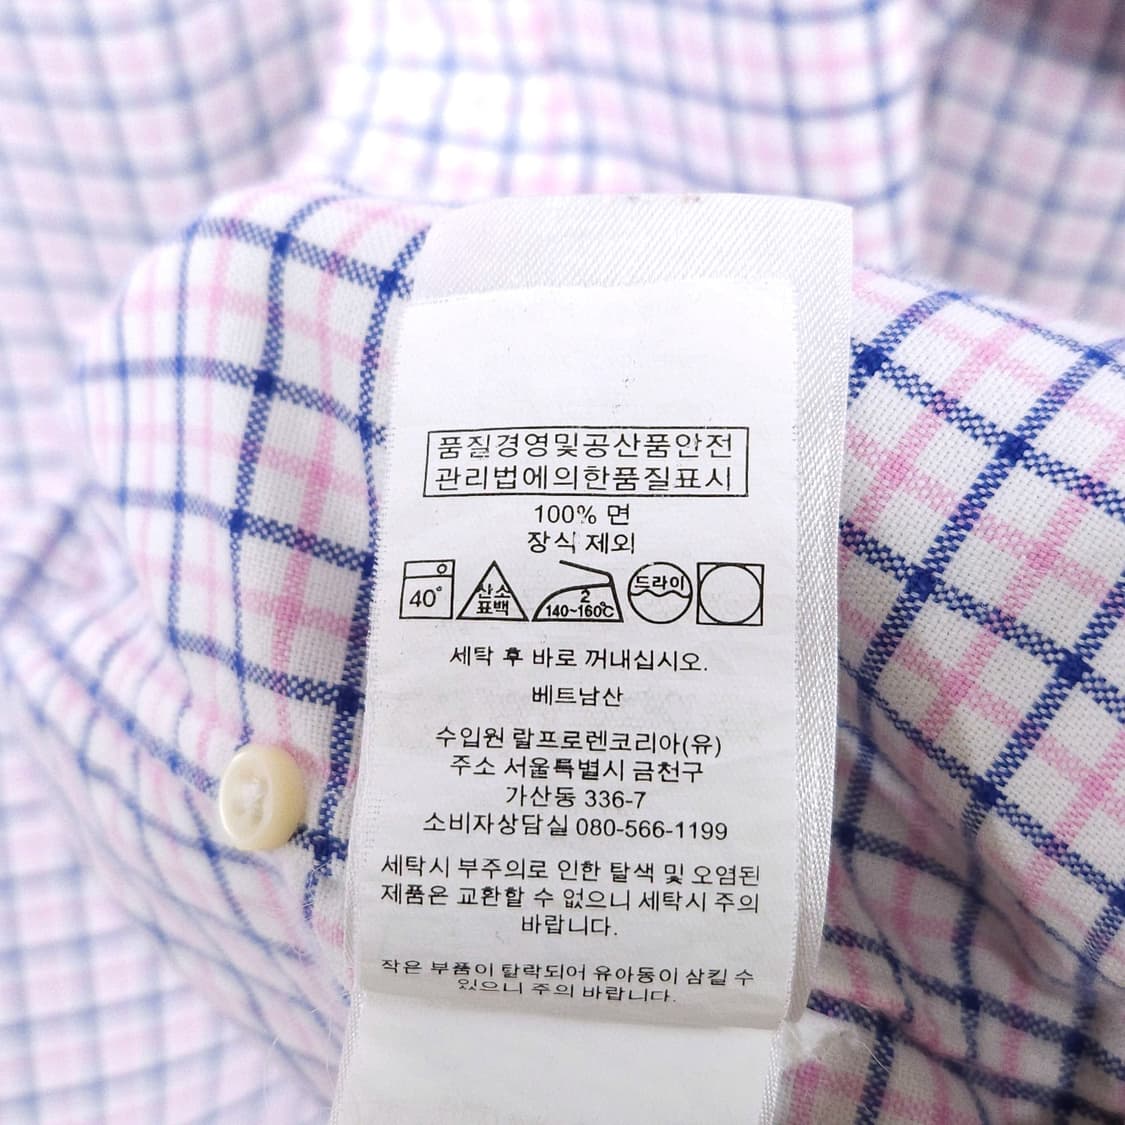 품질경영및공산품안전
관리법에의한품질표시
100% 면
장식 제외
40°
산소
표백
2
140~160℃
드라이
세탁 후 바로 꺼내십시오.
베트남산
수입원 랄프로렌코리아(유)
주소 서울특별시 금천구
가산동 336-7
소비자상담실 080-566-1199
세탁시 부주의로 인한 탈색 및 오염된
제품은 교환할 수 없으니 세탁시 주의
바랍니다.
작은 부품이 탈락되어 유아동이 삼킬 수
있으니 주의 바랍니다.